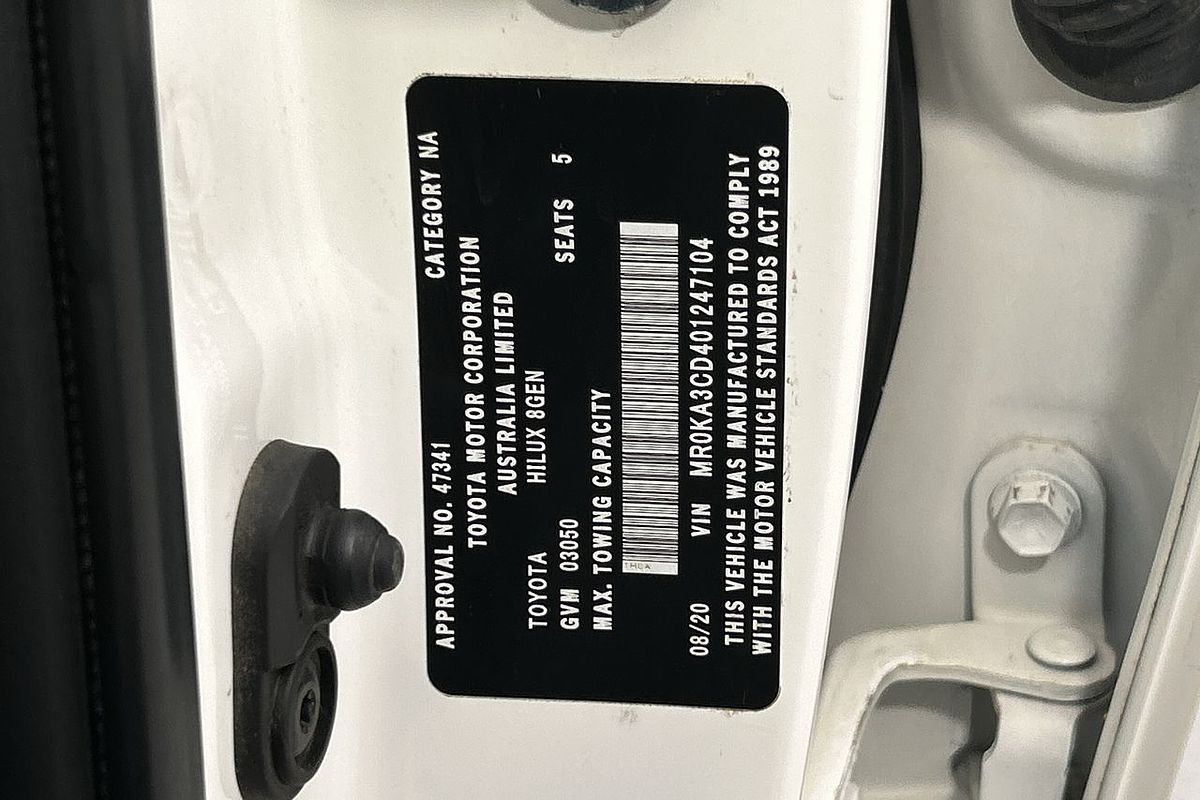 APPROVAL NO. 47341 CATEGORY NA
TOYOTA MOTOR CORPORATION
AUSTRALIA LIMITED
TOYOTA HILUX 8GEN
GVM 03050 SEATS 5
MAX. TOWING CAPACITY
08/20 VIN MR0KA3CD401247104
THIS VEHICLE WAS MANUFACTURED TO COMPLY
WITH THE MOTOR VEHICLE STANDARDS ACT 1989